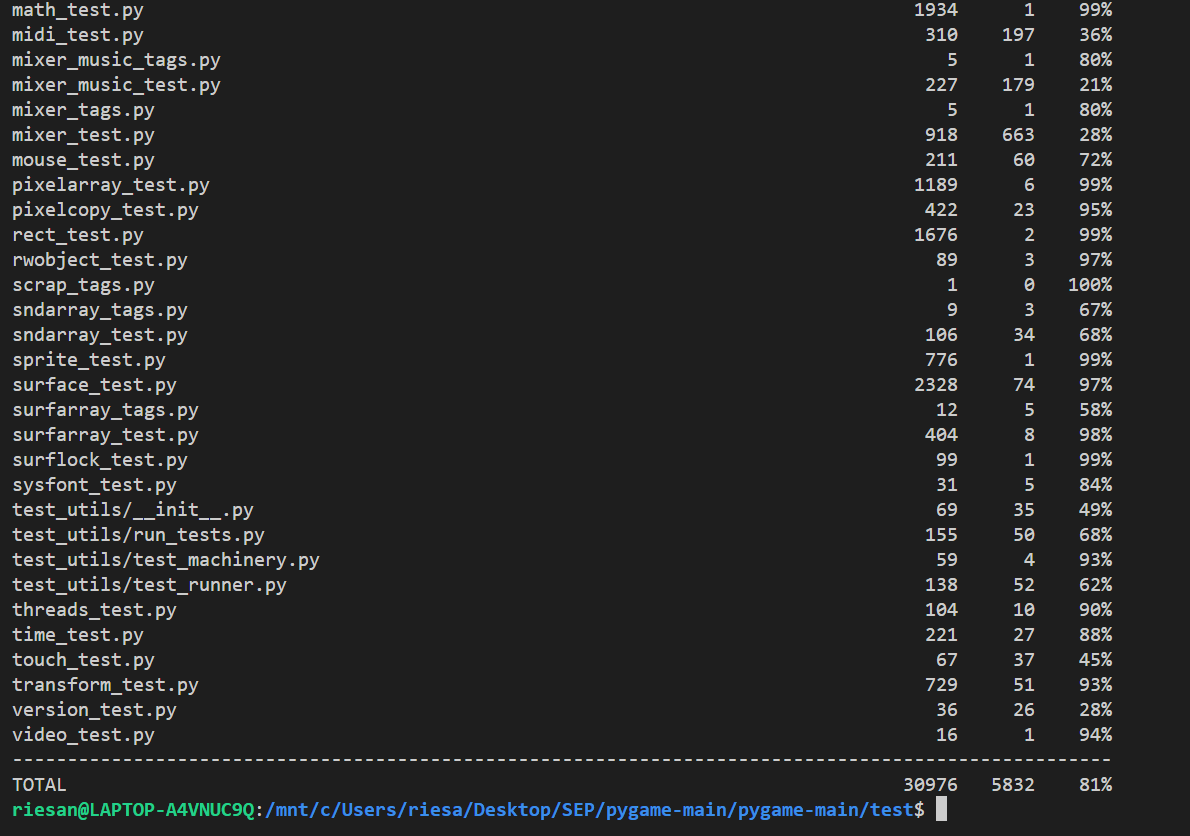 math_test.py 1934 1 99%
midi_test.py 310 197 36%
mixer_music_tags.py 5 1 80%
mixer_music_test.py 227 179 21%
mixer_tags.py 5 1 80%
mixer_test.py 918 663 28%
mouse_test.py 211 60 72%
pixelarray_test.py 1189 6 99%
pixelcopy_test.py 422 23 95%
rect_test.py 1676 2 99%
rwobject_test.py 89 3 97%
scrap_tags.py 1 0 100%
sndarray_tags.py 9 3 67%
sndarray_test.py 106 34 68%
sprite_test.py 776 1 99%
surface_test.py 2328 74 97%
surfarray_tags.py 12 5 58%
surfarray_test.py 404 8 98%
surflock_test.py 99 1 99%
sysfont_test.py 31 5 84%
test_utils/__init__.py 69 35 49%
test_utils/run_tests.py 155 50 68%
test_utils/test_machinery.py 59 4 93%
test_utils/test_runner.py 138 52 62%
threads_test.py 104 10 90%
time_test.py 221 27 88%
touch_test.py 67 37 45%
transform_test.py 729 51 93%
version_test.py 36 26 28%
video_test.py 16 1 94%
----------------------------------------------------------------------------------------------------
TOTAL 30976 5832 81%
riesan@LAPTOP-A4VNUC9Q:/mnt/c/Users/riesa/Desktop/SEP/pygame-main/pygame-main/test$